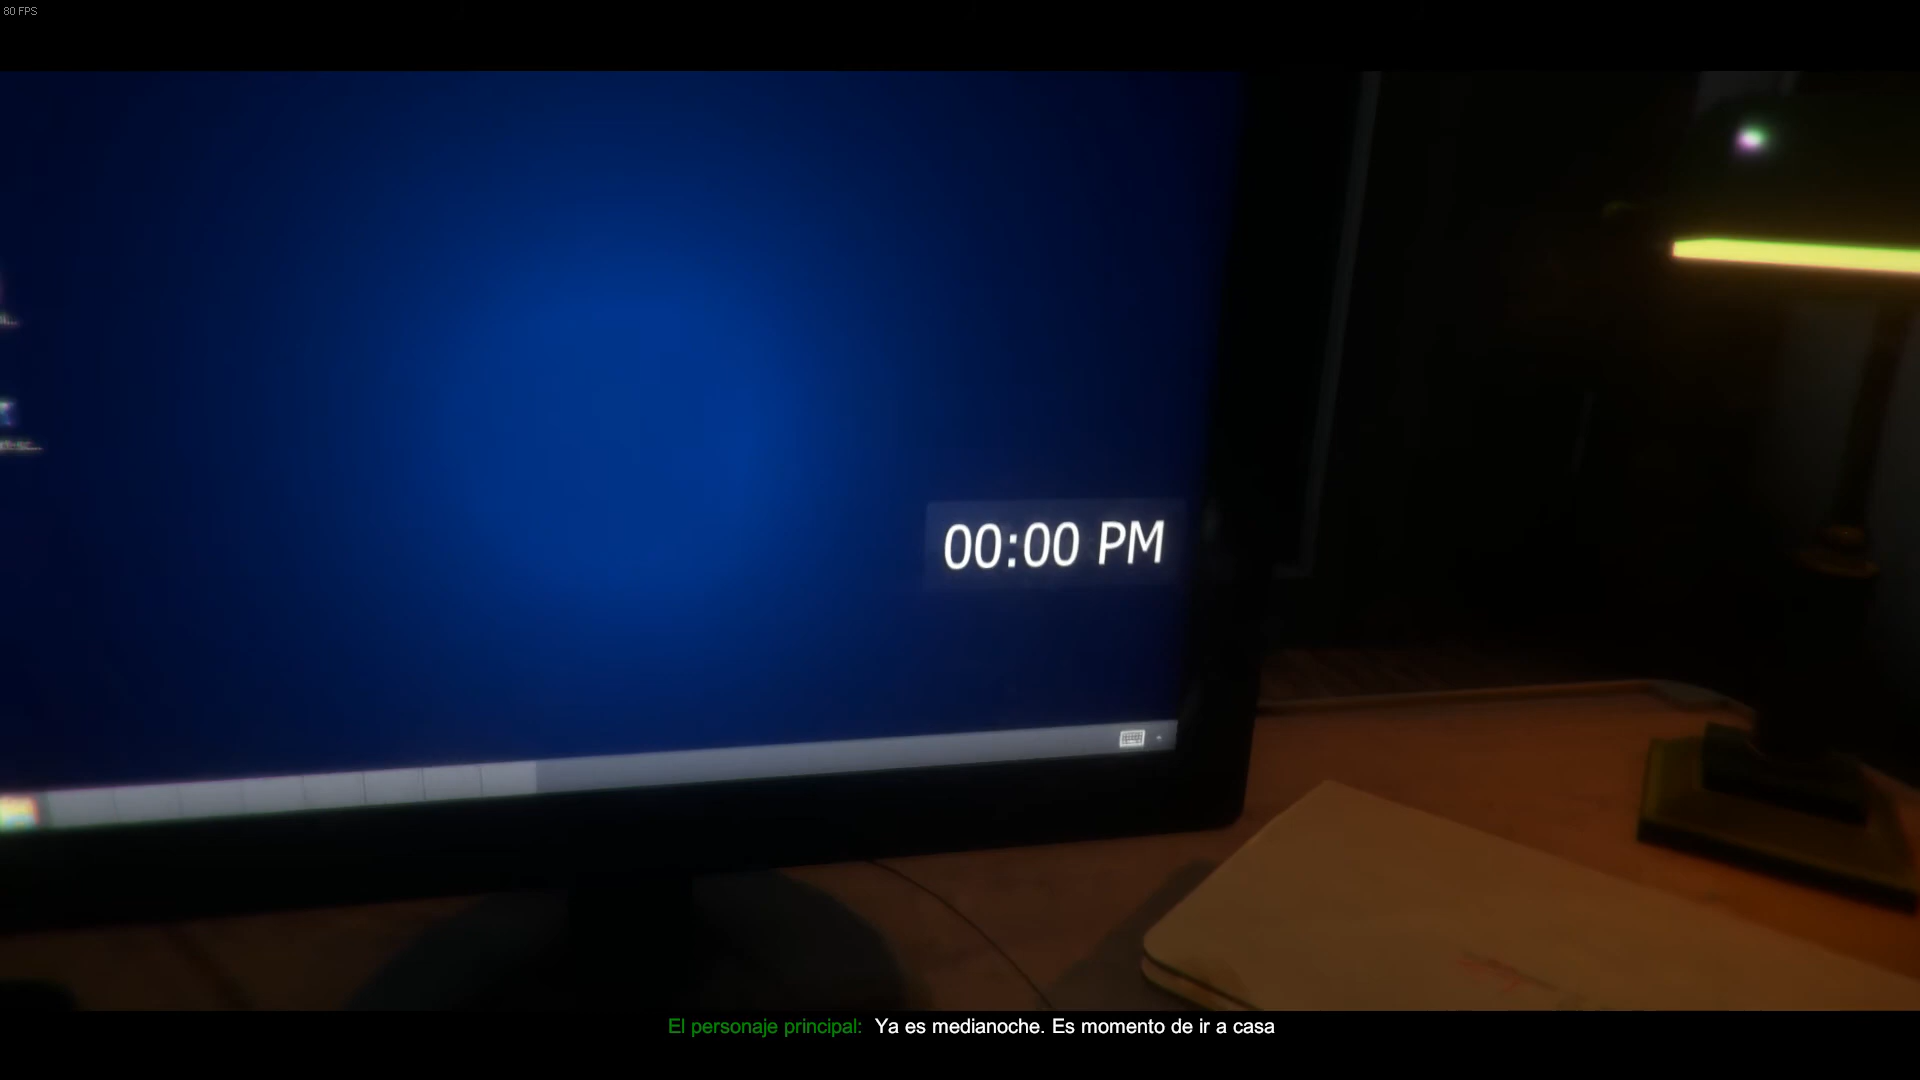 80 FPS
00:00 PM
El personaje principal: Ya es medianoche. Es momento de ir a casa